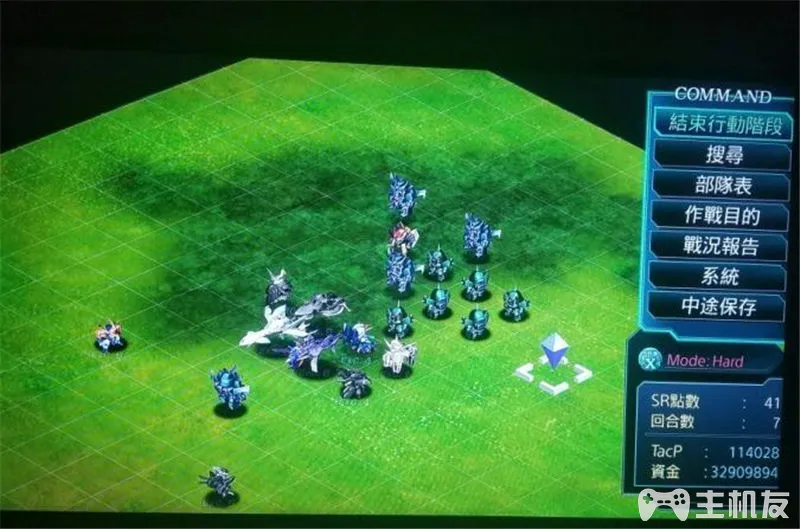 COMMAND
結束行動階段
搜尋
部隊表
作戰目的
戰況報告
系統
中途保存
Mode: Hard
SR點數 : 41
回合數 : 7
TacP : 114028
資金 :32909894
主机友